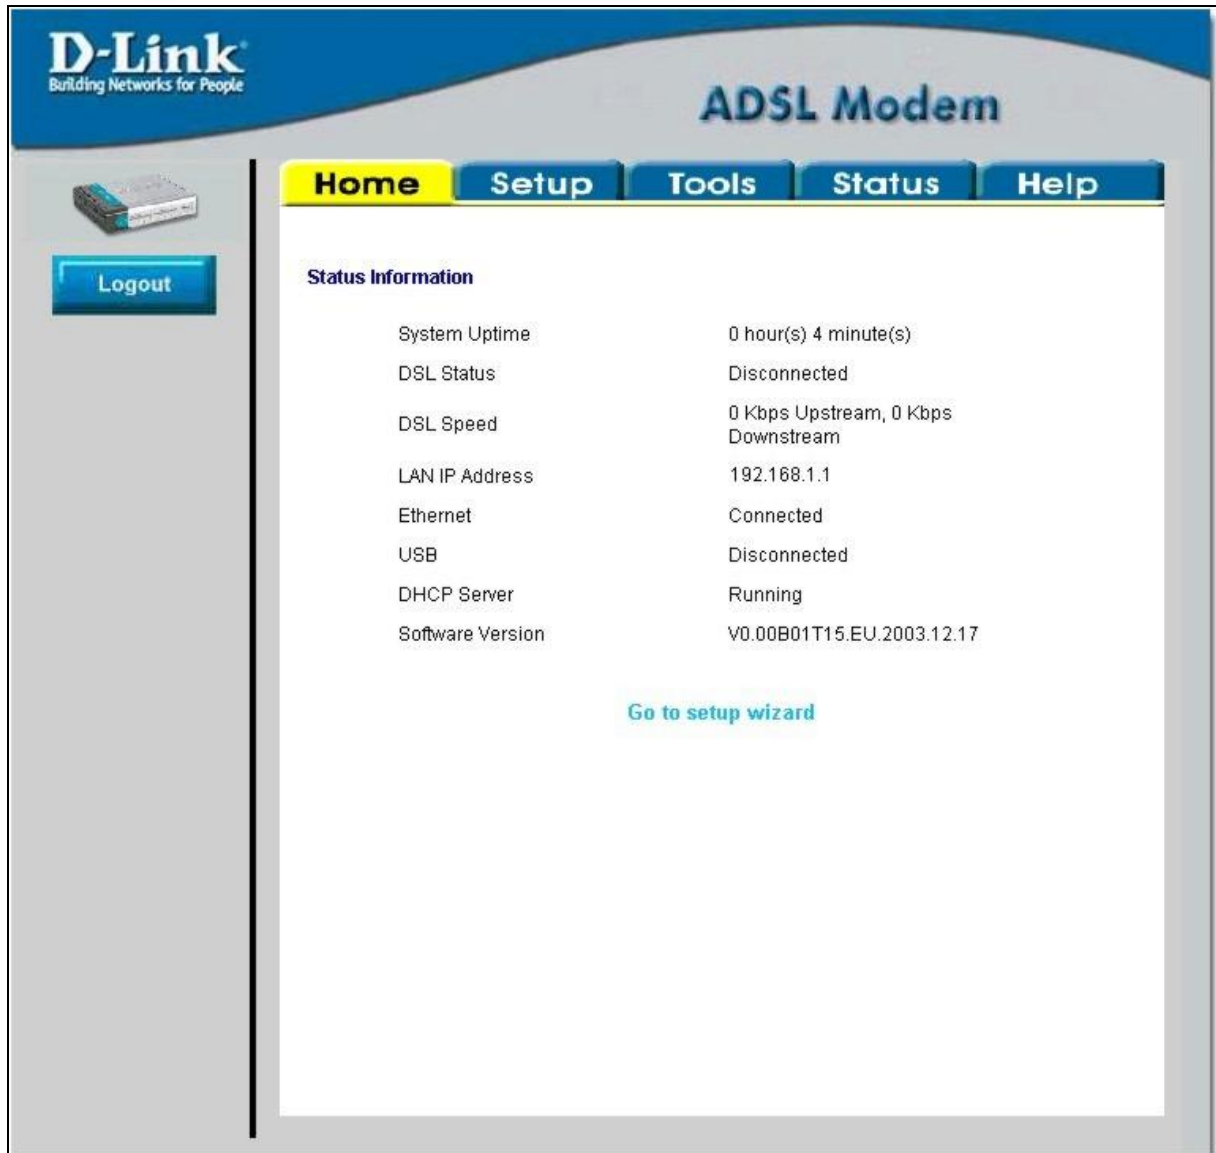 D-Link
Building Networks for People
ADSL Modem
Home Setup Tools Status Help
Logout
Status Information
System Uptime 0 hour(s) 4 minute(s)
DSL Status Disconnected
DSL Speed 0 Kbps Upstream, 0 Kbps
Downstream
LAN IP Address 192.168.1.1
Ethernet Connected
USB Disconnected
DHCP Server Running
Software Version V0.00B01T15.EU.2003.12.17
Go to setup wizard